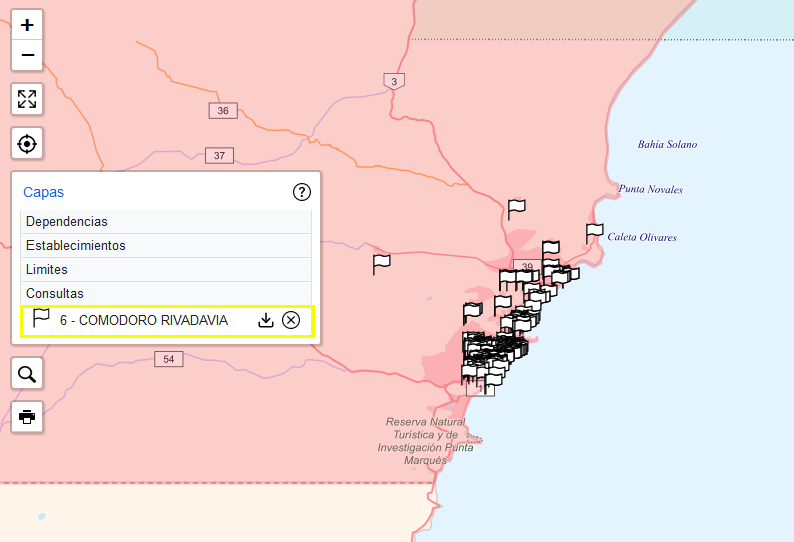 +
−
3
36
37
Bahía Solano
Punta Novales
Caleta Olivares
39
Capas
?
Dependencias
Establecimientos
Limites
Consultas
6 - COMODORO RIVADAVIA
54
1
Reserva Natural
Turística y de
Investigación Punta
Marqués